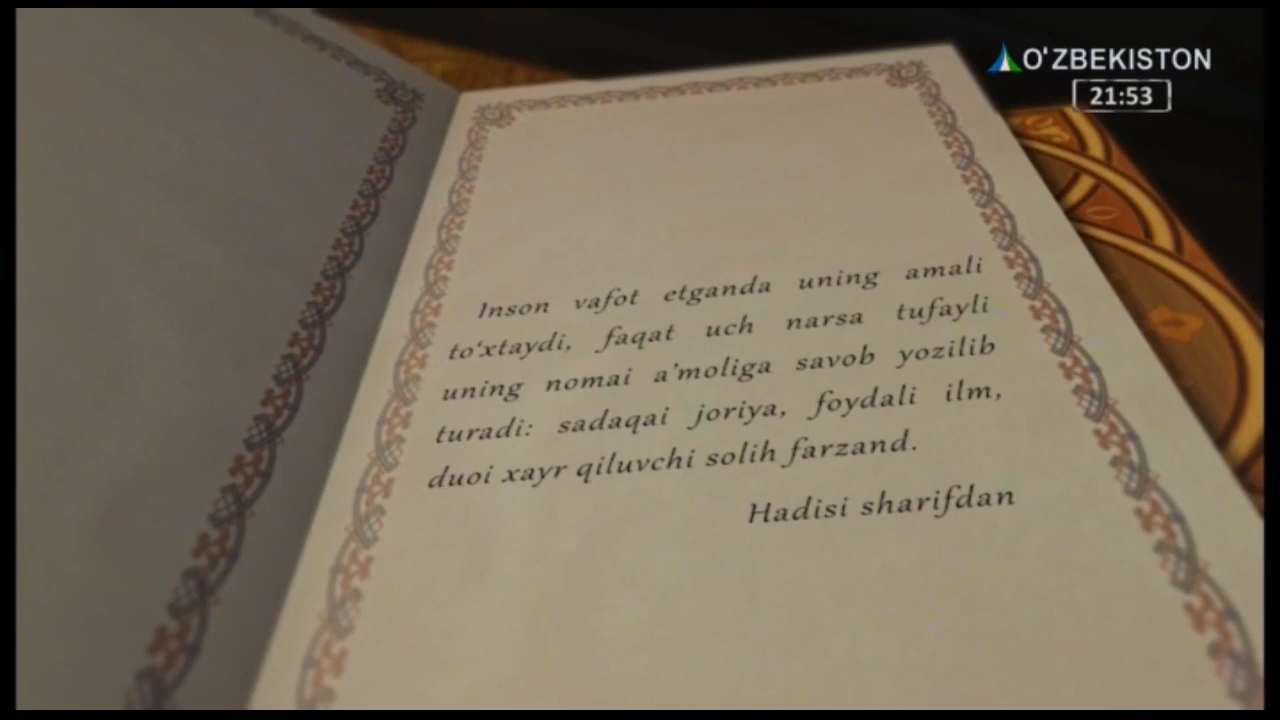 O'ZBEKISTON
21:53
Inson vafot etganda uning amali
to‘xtaydi, faqat uch narsa tufayli
uning nomai a’moliga savob yozilib
turadi: sadaqai joriya, foydali ilm,
duoi xayr qiluvchi solih farzand.
Hadisi sharifdan